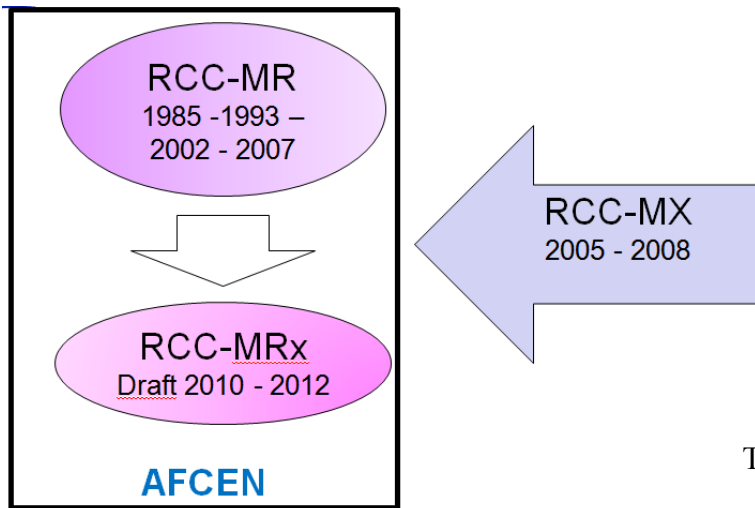 RCC-MR
1985 -1993 –
2002 - 2007
RCC-MX
2005 - 2008
RCC-MRx
Draft 2010 - 2012
T
AFCEN